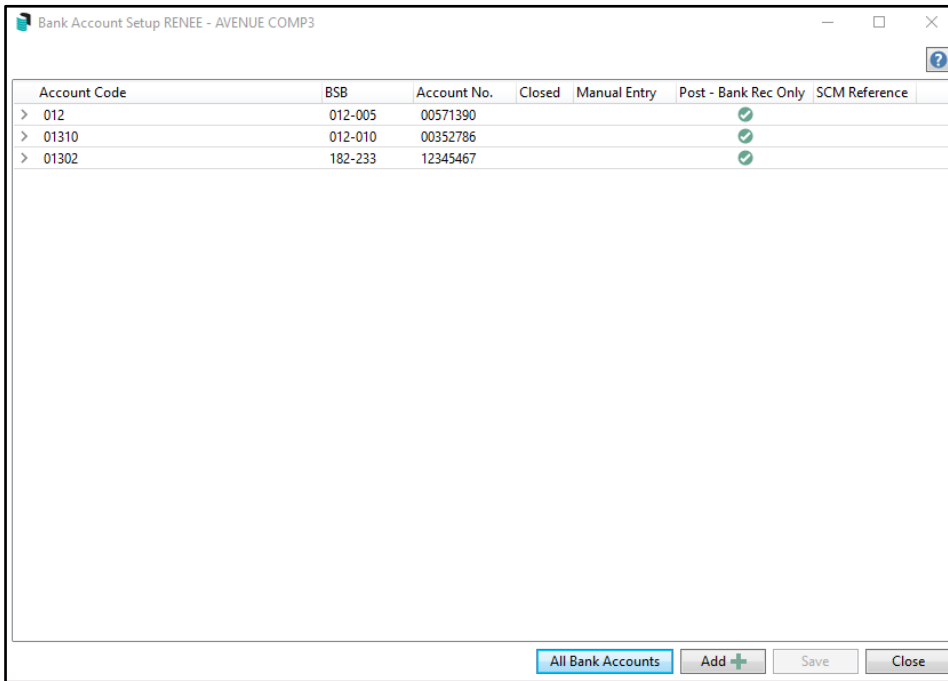 Bank Account Setup RENEE - AVENUE COMP3
Account Code BSB Account No. Closed Manual Entry Post - Bank Rec Only SCM Reference
012 012-005 00571390
01310 012-010 00352786
01302 182-233 12345467
All Bank Accounts Add Save Close